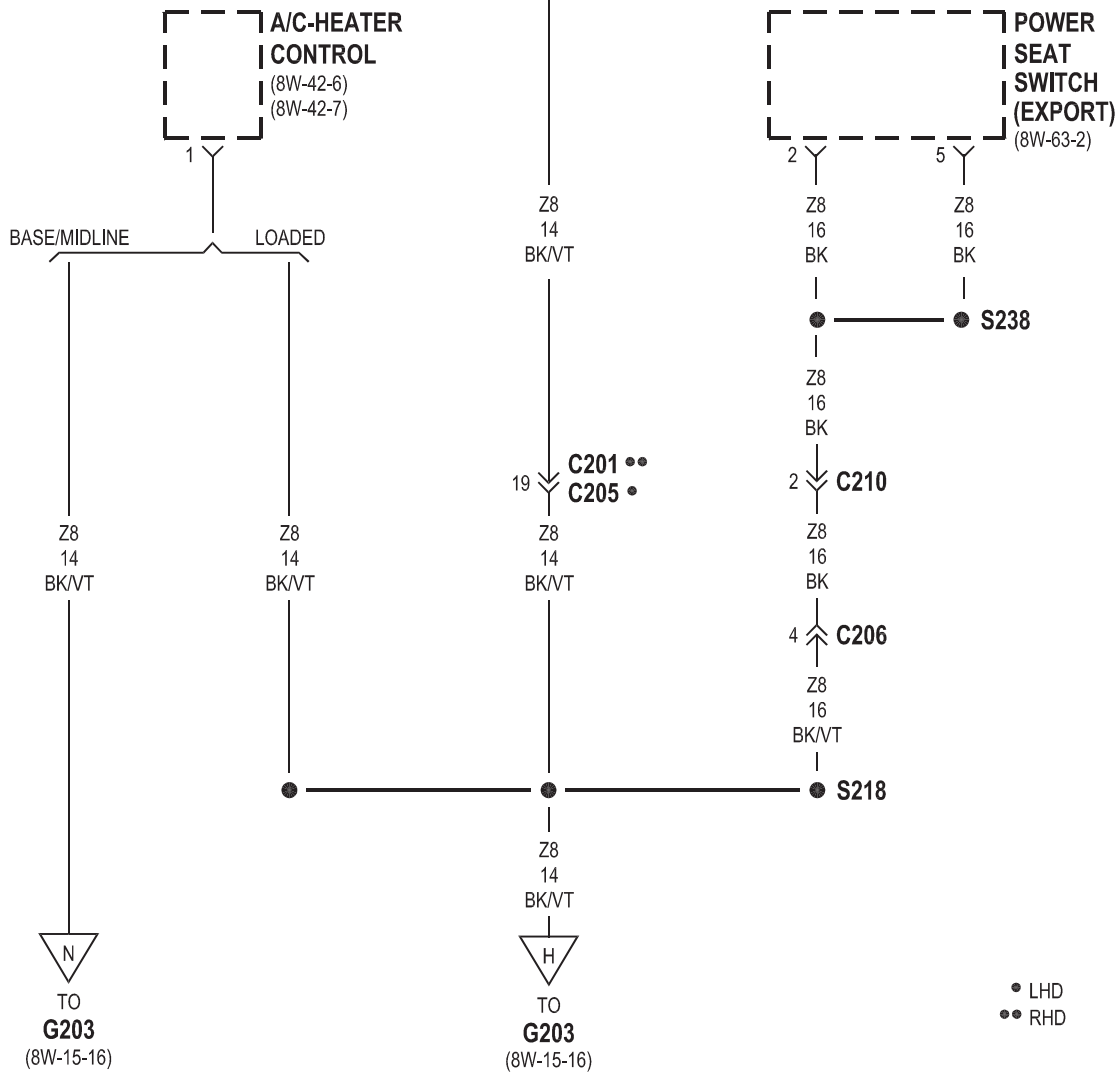 A/C-HEATER
CONTROL
(8W-42-6)
(8W-42-7)
POWER
SEAT
SWITCH
(EXPORT)
(8W-63-2)
1
2
5
BASE/MIDLINE
LOADED
Z8
14
BK/VT
Z8
16
BK
Z8
16
BK
S238
Z8
16
BK
19
C201 ••
C205 •
2
C210
Z8
14
BK/VT
Z8
14
BK/VT
Z8
14
BK/VT
Z8
16
BK
4
C206
Z8
16
BK/VT
S218
Z8
14
BK/VT
N
TO
G203
(8W-15-16)
H
TO
G203
(8W-15-16)
• LHD
•• RHD